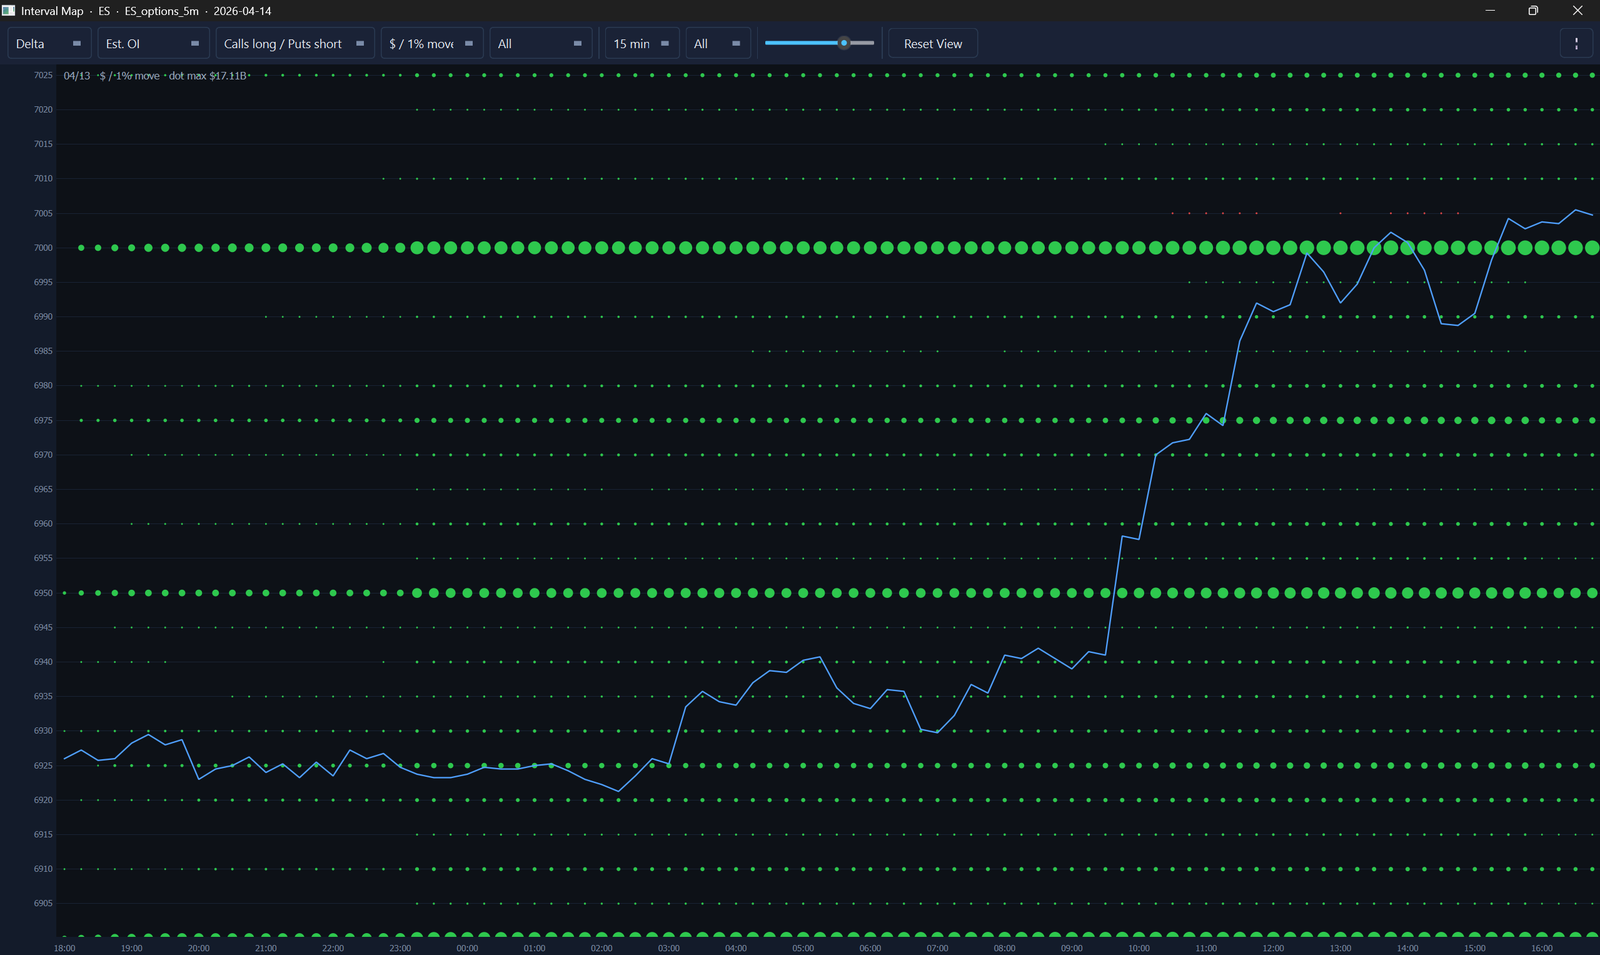 Interval Map · ES · ES_options_5m · 2026-04-14
Delta
Est. OI
Calls long / Puts short
$ / 1% move
All
15 min
All
Reset View
04/13 · $ / 1% move · dot max $17.11B
7025
7020
7015
7010
7005
7000
6995
6990
6985
6980
6975
6970
6965
6960
6955
6950
6945
6940
6935
6930
6925
6920
6915
6910
6905
18:00 19:00 20:00 21:00 22:00 23:00 00:00 01:00 02:00 03:00 04:00 05:00 06:00 07:00 08:00 09:00 10:00 11:00 12:00 13:00 14:00 15:00 16:00